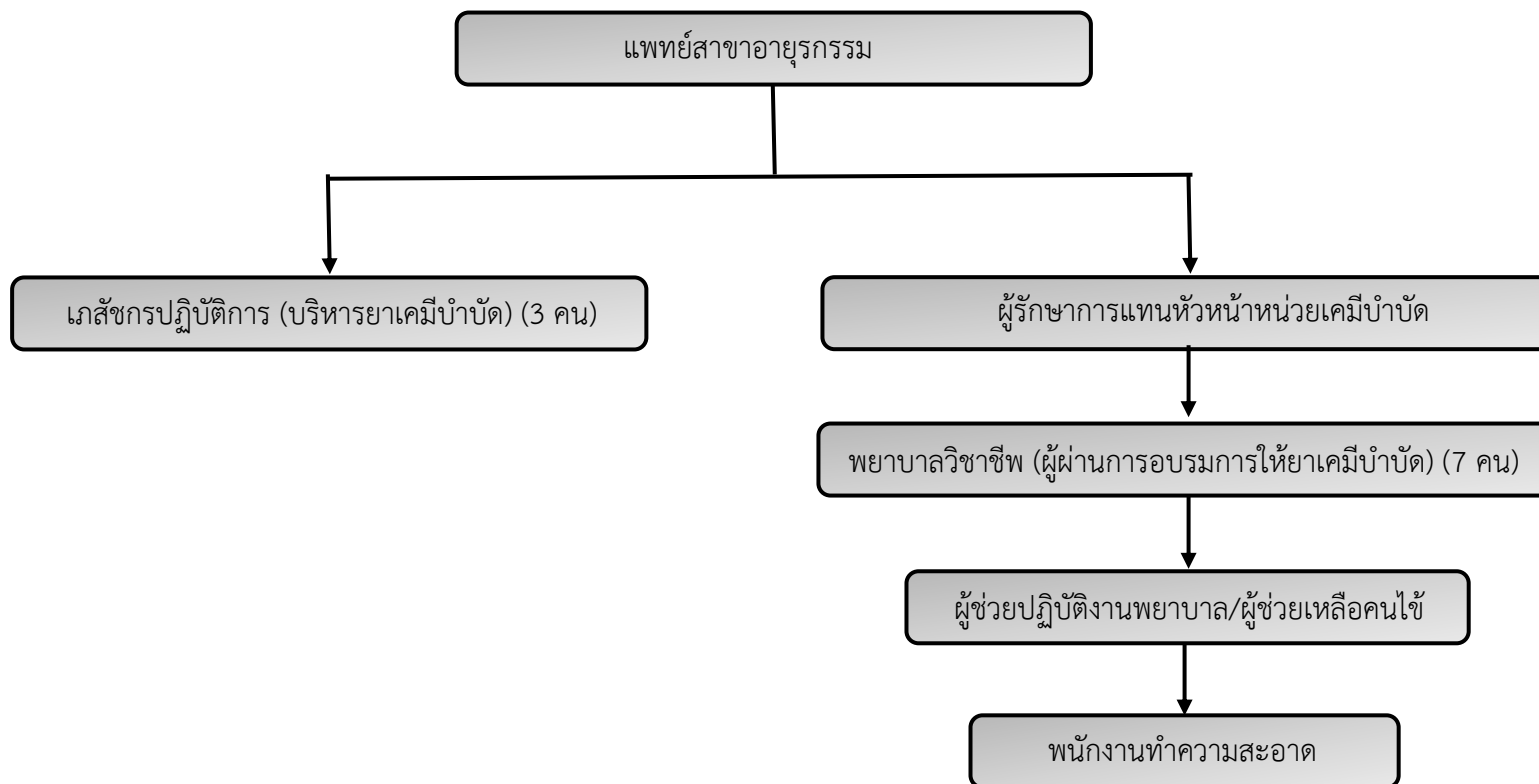 แพทย์สาขาอายุรกรรม
เภสัชกรปฏิบัติการ (บริหารยาเคมีบำบัด) (3 คน)
ผู้รักษาการแทนหัวหน้าหน่วยเคมีบำบัด
พยาบาลวิชาชีพ (ผู้ผ่านการอบรมการให้ยาเคมีบำบัด) (7 คน)
ผู้ช่วยปฏิบัติงานพยาบาล/ผู้ช่วยเหลือคนไข้
พนักงานทำความสะอาด